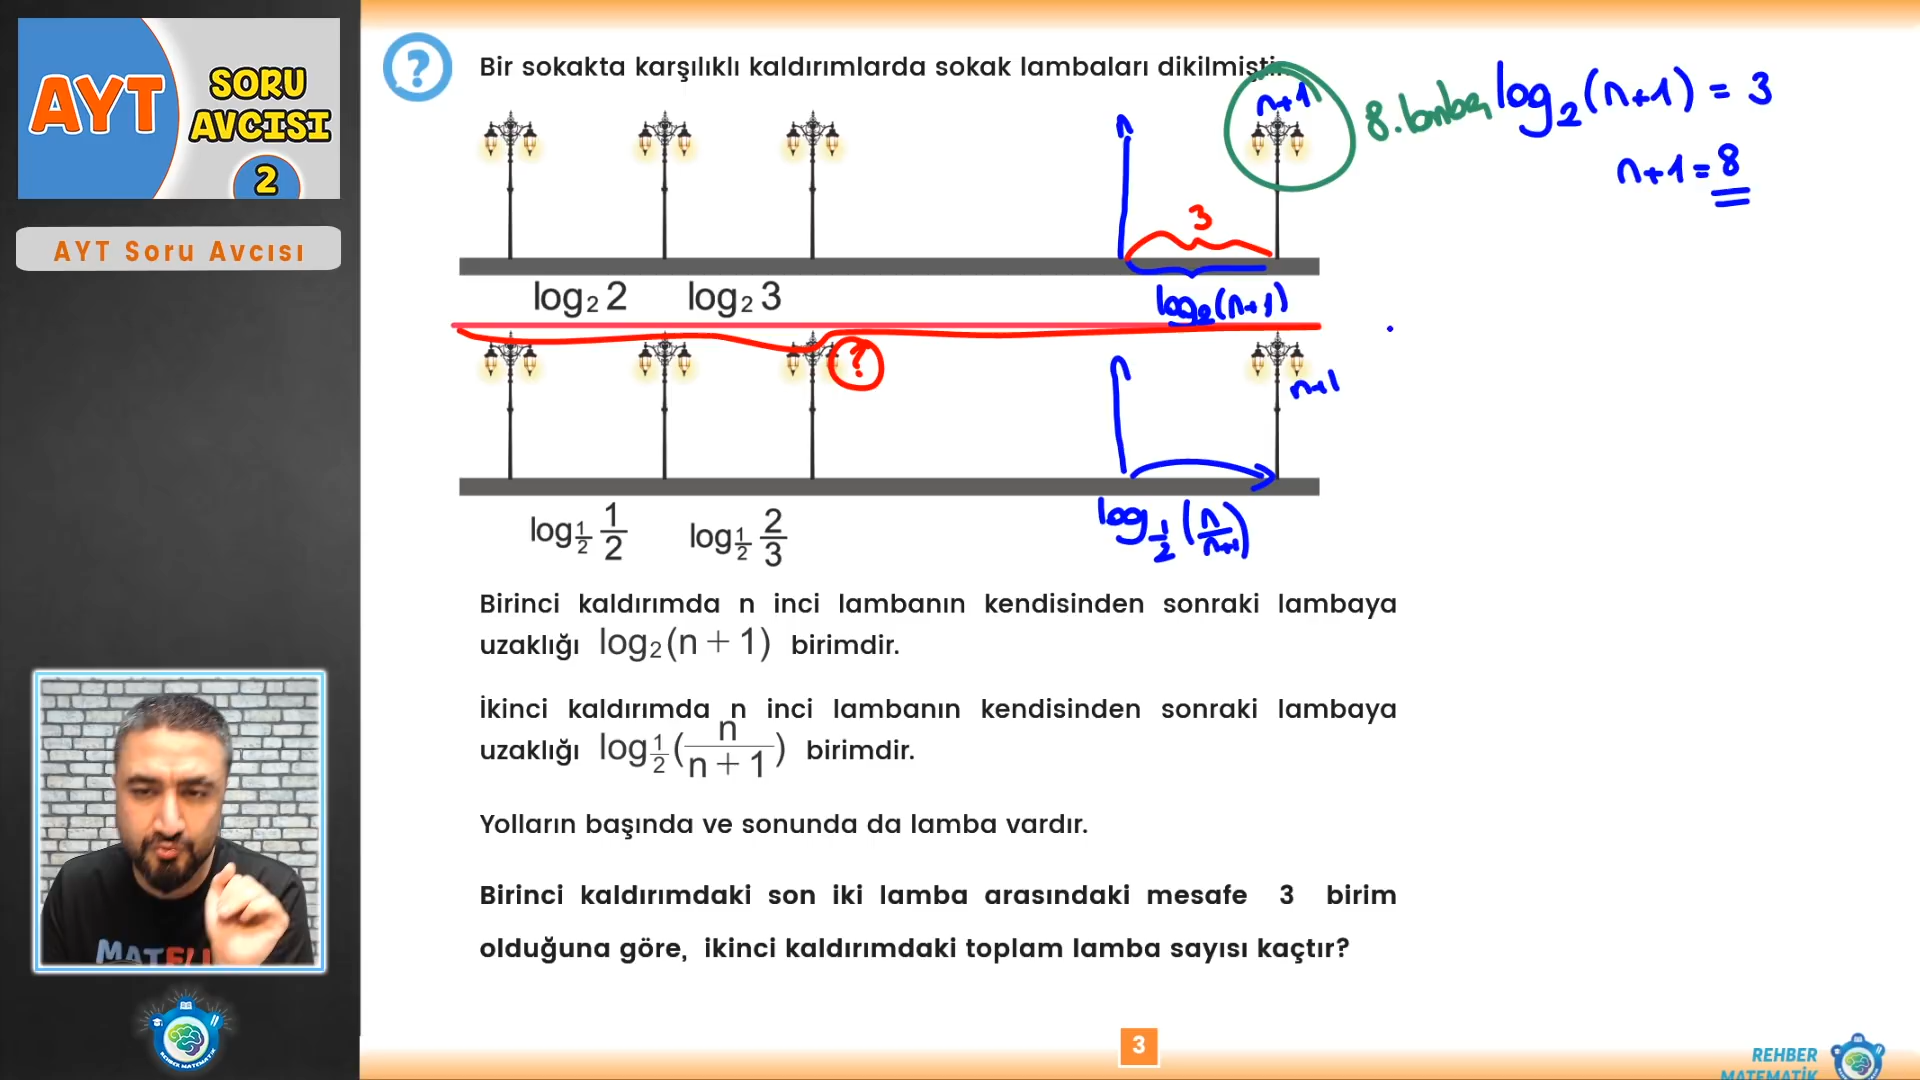 AYT
SORU
AVCISI
2
AYT Soru Avcısı
?
Bir sokakta karşılıklı kaldırımlarda sokak lambaları dikilmiştir.
n
n+1
8. lamba
log₂(n+1) = 3
n+1 = 8
3
log₂ 2
log₂ 3
log₂(n+1)
?
n
n+1
log½ 1/2
log½ 2/3
log½ (n/n+1)
Birinci kaldırımda n inci lambanın kendisinden sonraki lambaya
uzaklığı log₂(n + 1) birimdir.
İkinci kaldırımda n inci lambanın kendisinden sonraki lambaya
uzaklığı log½(n/n + 1) birimdir.
Yolların başında ve sonunda da lamba vardır.
Birinci kaldırımdaki son iki lamba arasındaki mesafe 3 birim
olduğuna göre, ikinci kaldırımdaki toplam lamba sayısı kaçtır?
REHBER MATEMATİK
3
REHBER
MATEMATİK